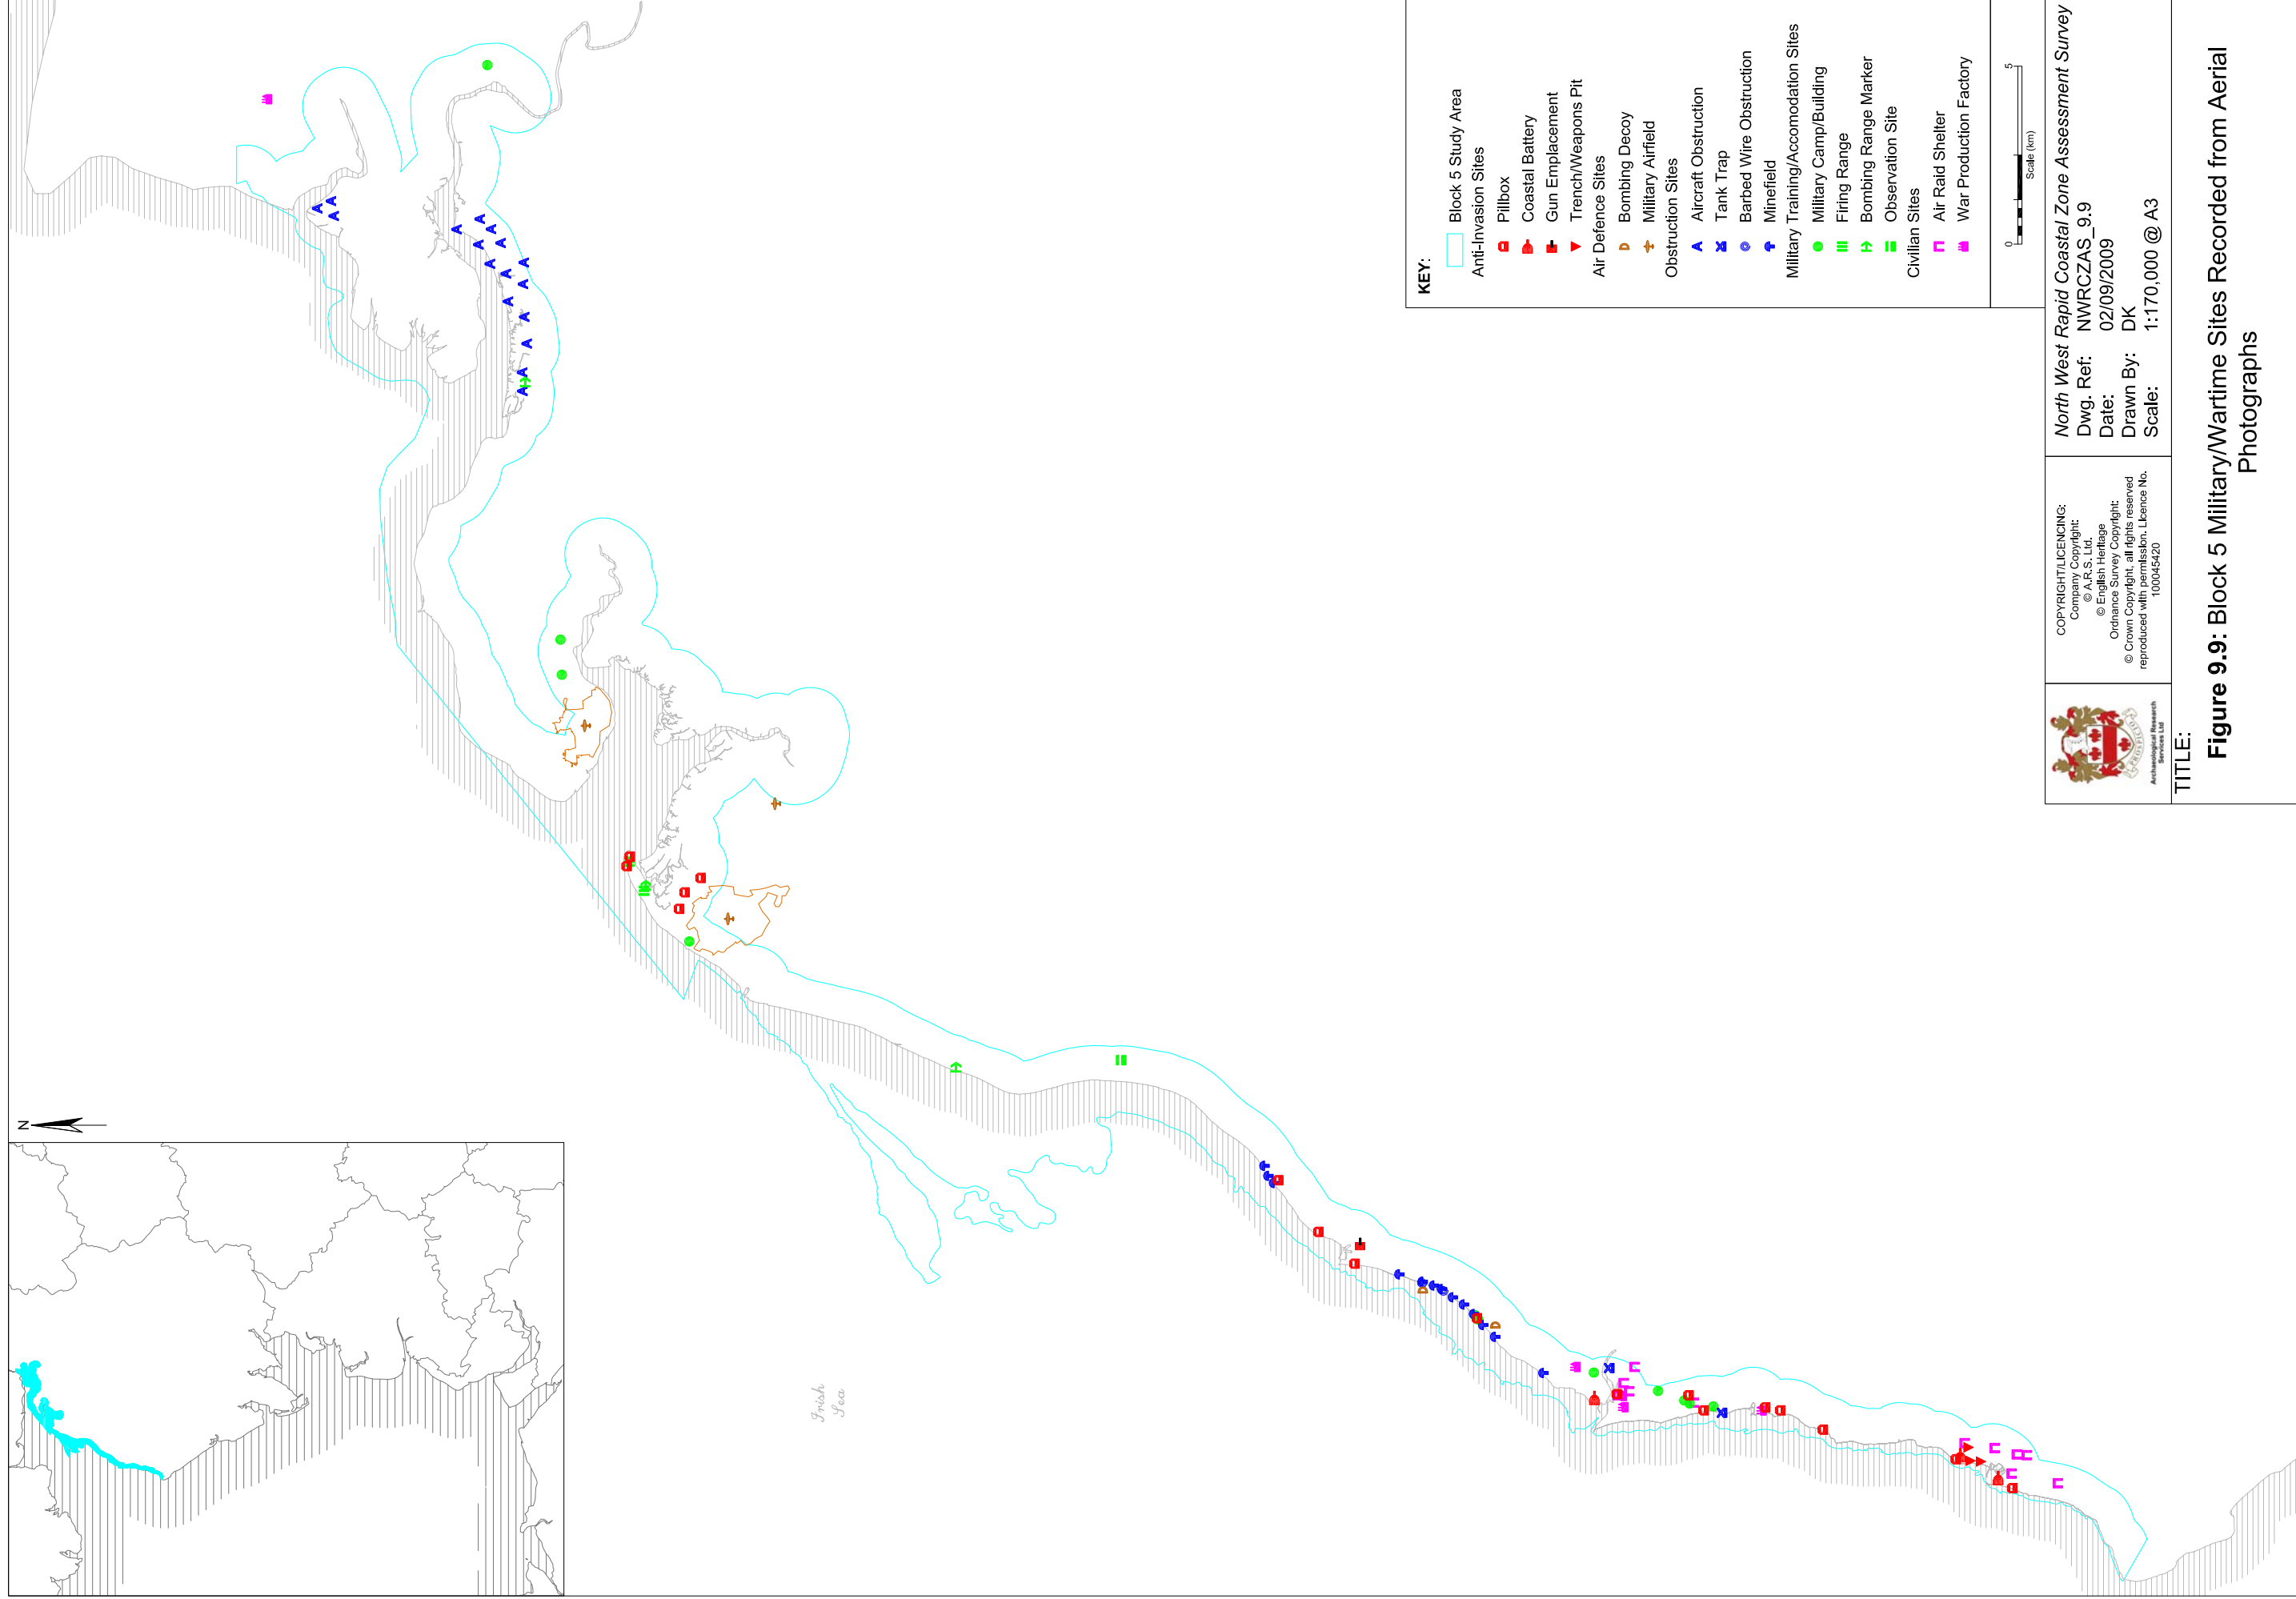 N
Irish
Sea
KEY:
Block 5 Study Area
Anti-Invasion Sites
Pillbox
Coastal Battery
Gun Emplacement
Trench/Weapons Pit
Air Defence Sites
Bombing Decoy
Military Airfield
Obstruction Sites
Aircraft Obstruction
Tank Trap
Barbed Wire Obstruction
Minefield
Military Training/Accomodation Sites
Military Camp/Building
Firing Range
Bombing Range Marker
Observation Site
Civilian Sites
Air Raid Shelter
War Production Factory
0 5
Scale (km)
North West Rapid Coastal Zone Assessment Survey
Dwg. Ref: NWRCZAS_9.9
Date: 02/09/2009
Drawn By: DK
Scale: 1:170,000 @ A3
COPYRIGHT/LICENCING:
Company Copyright:
© A.R.S. Ltd.
© English Heritage
Ordnance Survey Copyright:
© Crown Copyright, all rights reserved
reproduced with permission. Licence No.
100045420
PROSPICIO
Archaeological Research
Services Ltd
TITLE:
Figure 9.9: Block 5 Military/Wartime Sites Recorded from Aerial
Photographs